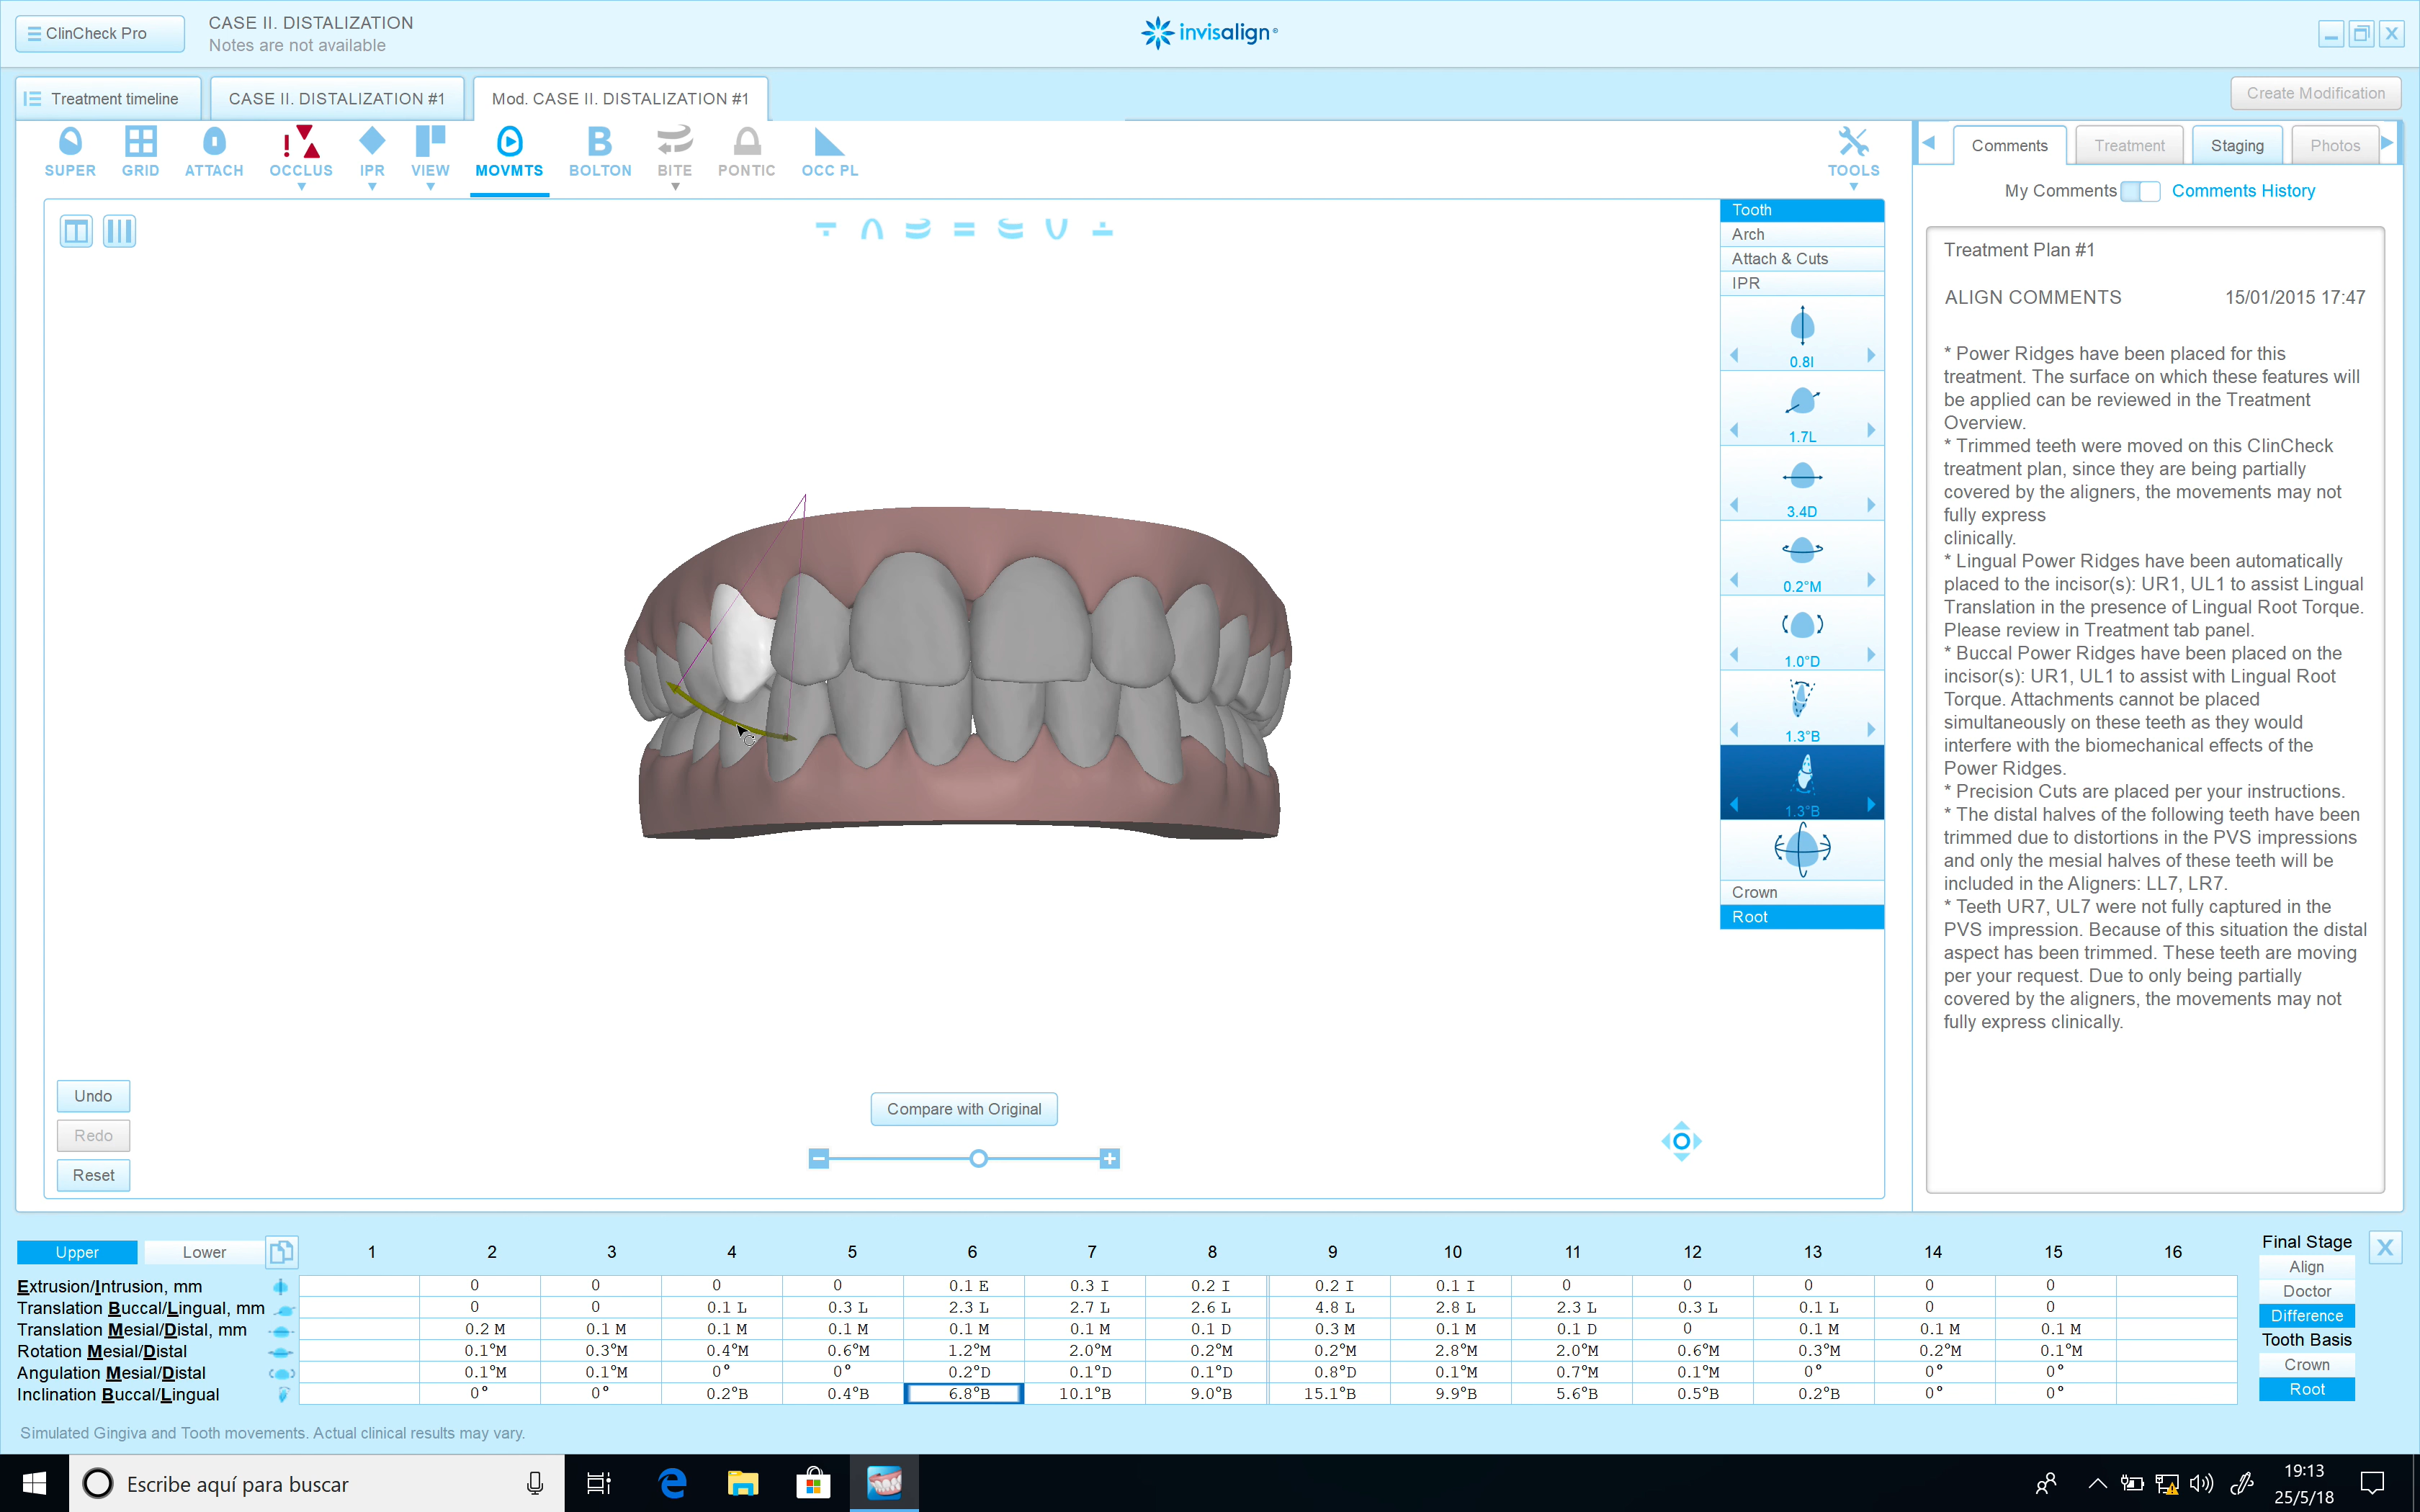 ClinCheck Pro
CASE II. DISTALIZATION
Notes are not available
invisalign®
Treatment timeline
CASE II. DISTALIZATION #1
Mod. CASE II. DISTALIZATION #1
Create Modification
SUPER
GRID
ATTACH
OCCLUS
IPR
VIEW
MOVMTS
BOLTON
BITE
PONTIC
OCC PL
TOOLS
Tooth
Arch
Attach & Cuts
IPR
0.8I
1.7L
3.4D
0.2°M
1.0°D
1.3°B
1.3°B
Crown
Root
Comments
Treatment
Staging
Photos
My Comments
Comments History
Treatment Plan #1
ALIGN COMMENTS 15/01/2015 17:47
* Power Ridges have been placed for this
treatment. The surface on which these features will
be applied can be reviewed in the Treatment
Overview.
* Trimmed teeth were moved on this ClinCheck
treatment plan, since they are being partially
covered by the aligners, the movements may not
fully express
clinically.
* Lingual Power Ridges have been automatically
placed to the incisor(s): UR1, UL1 to assist Lingual
Translation in the presence of Lingual Root Torque.
Please review in Treatment tab panel.
* Buccal Power Ridges have been placed on the
incisor(s): UR1, UL1 to assist with Lingual Root
Torque. Attachments cannot be placed
simultaneously on these teeth as they would
interfere with the biomechanical effects of the
Power Ridges.
* Precision Cuts are placed per your instructions.
* The distal halves of the following teeth have been
trimmed due to distortions in the PVS impressions
and only the mesial halves of these teeth will be
included in the Aligners: LL7, LR7.
* Teeth UR7, UL7 were not fully captured in the
PVS impression. Because of this situation the distal
aspect has been trimmed. These teeth are moving
per your request. Due to only being partially
covered by the aligners, the movements may not
fully express clinically.
Undo
Redo
Reset
Compare with Original
Upper Lower 1 2 3 4 5 6 7 8 9 10 11 12 13 14 15 16
Extrusion/Intrusion, mm 0 0 0 0 0.1 E 0.3 I 0.2 I 0.2 I 0.1 I 0 0 0 0 0
Translation Buccal/Lingual, mm 0 0 0.1 L 0.3 L 2.3 L 2.7 L 2.6 L 4.8 L 2.8 L 2.3 L 0.3 L 0.1 L 0 0
Translation Mesial/Distal, mm 0.2 M 0.1 M 0.1 M 0.1 M 0.1 M 0.1 M 0.1 D 0.3 M 0.1 M 0.1 D 0 0.1 M 0.1 M 0.1 M
Rotation Mesial/Distal 0.1°M 0.3°M 0.4°M 0.6°M 1.2°M 2.0°M 0.2°M 0.2°M 2.8°M 2.0°M 0.6°M 0.3°M 0.2°M 0.1°M
Angulation Mesial/Distal 0.1°M 0.1°M 0° 0° 0.2°D 0.1°D 0.1°D 0.8°D 0.1°M 0.7°M 0.1°M 0° 0° 0°
Inclination Buccal/Lingual 0° 0° 0.2°B 0.4°B 6.8°B 10.1°B 9.0°B 15.1°B 9.9°B 5.6°B 0.5°B 0.2°B 0° 0°
Final Stage
Align
Doctor
Difference
Tooth Basis
Crown
Root
Simulated Gingiva and Tooth movements. Actual clinical results may vary.
Escribe aquí para buscar
19:13
25/5/18